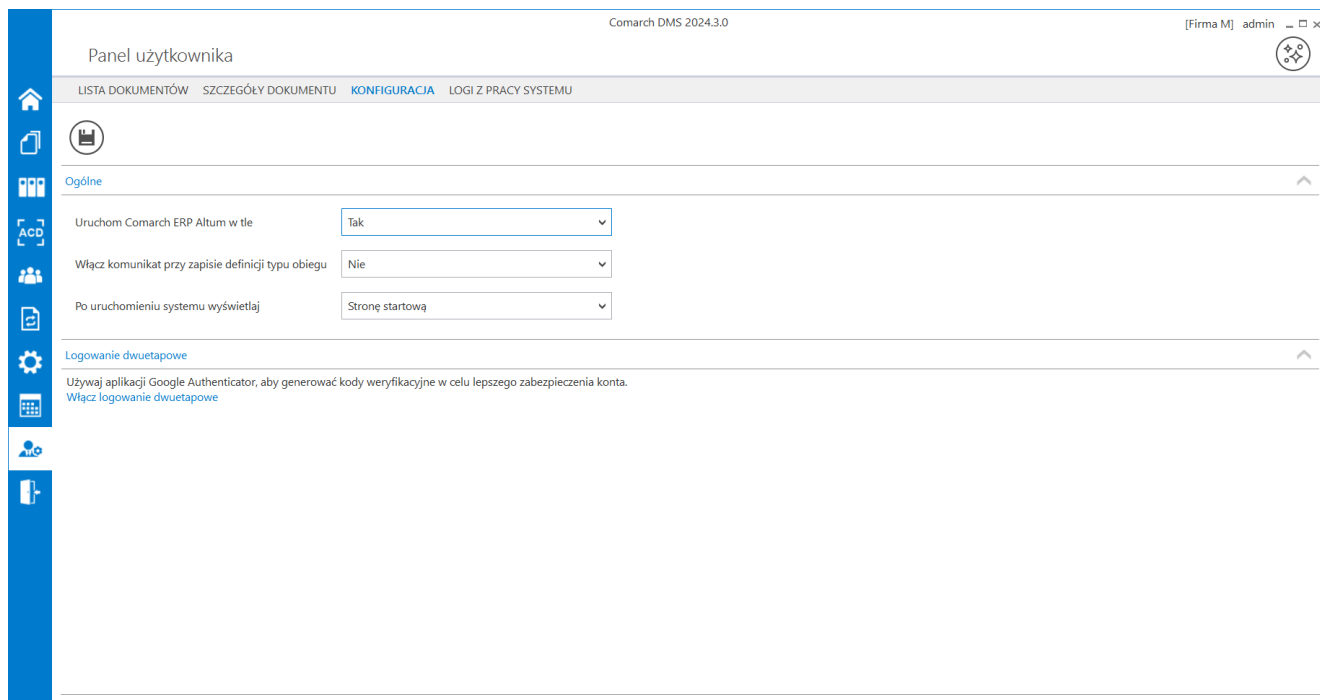 Comarch DMS 2024.3.0
[Firma M] admin
Panel użytkownika
LISTA DOKUMENTÓW SZCZEGÓŁY DOKUMENTU KONFIGURACJA LOGI Z PRACY SYSTEMU
Ogólne
Uruchom Comarch ERP Altum w tle Tak
Włącz komunikat przy zapisie definicji typu obiegu Nie
Po uruchomieniu systemu wyświetlaj Stronę startową
ACD
Logowanie dwuetapowe
Używaj aplikacji Google Authenticator, aby generować kody weryfikacyjne w celu lepszego zabezpieczenia konta.
Włącz logowanie dwuetapowe